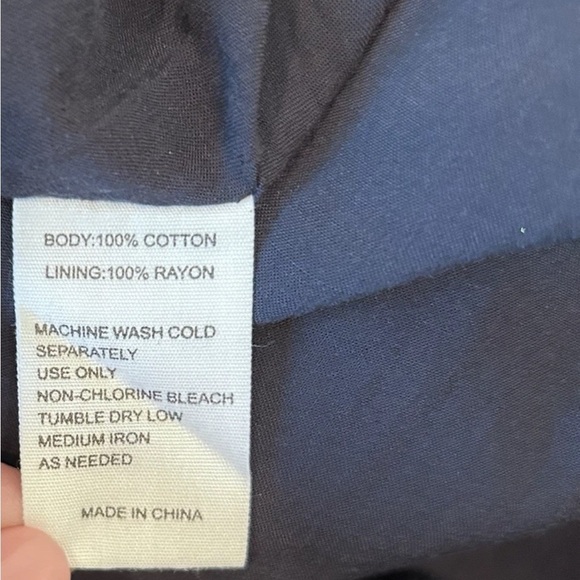 BODY:100% COTTON
LINING:100% RAYON
MACHINE WASH COLD
SEPARATELY
USE ONLY
NON-CHLORINE BLEACH
TUMBLE DRY LOW
MEDIUM IRON
AS NEEDED
MADE IN CHINA